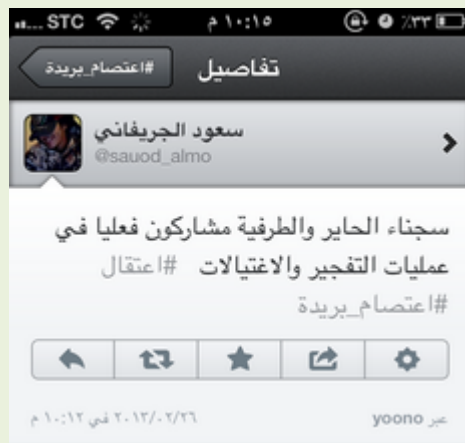 STC ١٠:١٥ م ٪٣٣
#اعتصام_بريدة تفاصيل
سعود الجريفاني
@sauod_almo
سجناء الحاير والطرفية مشاركون فعليا في
عمليات التفجير والاغتيالات #اعتقال
#اعتصام_بريدة
٢٠١٣/٠٢/٢٦ في ١٠:١٢ م عبر yoono